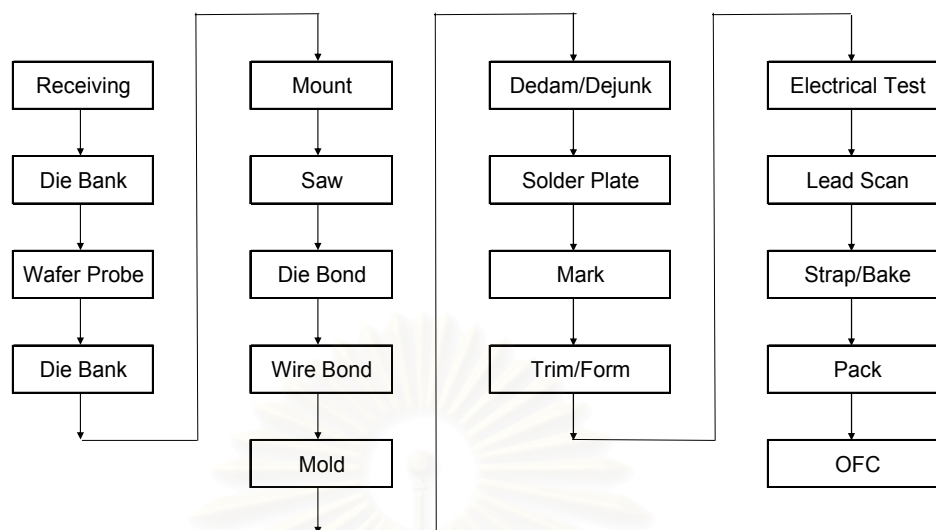 Receiving
Die Bank
Wafer Probe
Die Bank
Mount
Saw
Die Bond
Wire Bond
Mold
Dedam/Dejunk
Solder Plate
Mark
Trim/Form
Electrical Test
Lead Scan
Strap/Bake
Pack
OFC